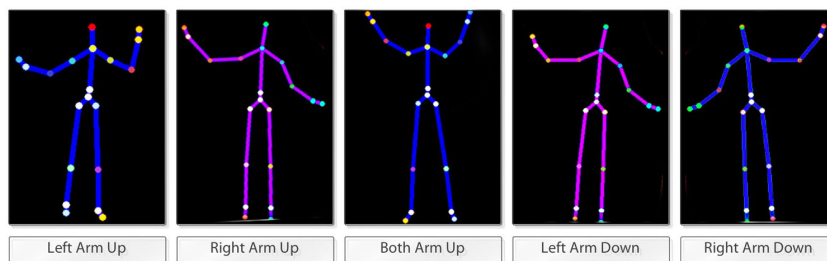 Left Arm Up
Right Arm Up
Both Arm Up
Left Arm Down
Right Arm Down